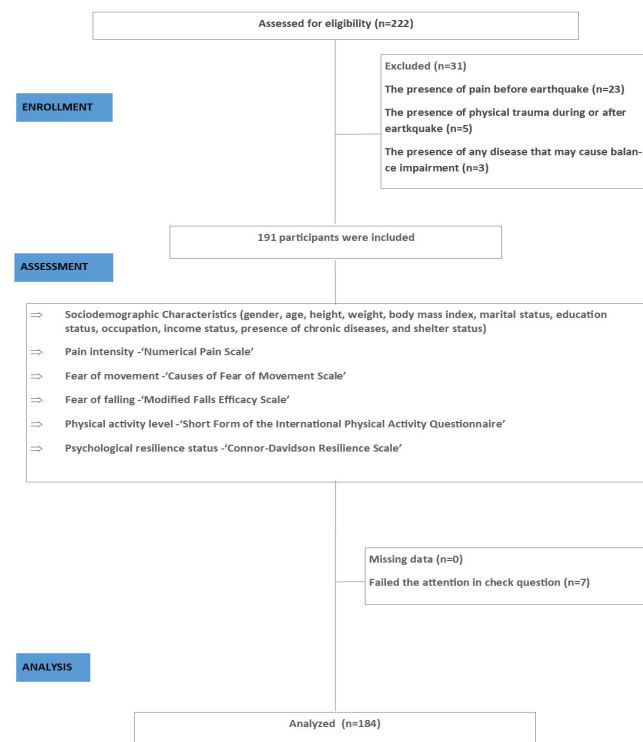 Assessed for eligibility (n=222)
Excluded (n=31)
The presence of pain before earthquake (n=23)
The presence of physical trauma during or after
eartkquake (n=5)
The presence of any disease that may cause balan-
ce impairment (n=3)
ENROLLMENT
191 participants were included
ASSESSMENT
⇒ Sociodemographic Characteristics (gender, age, height, weight, body mass index, marital status, education
status, occupation, income status, presence of chronic diseases, and shelter status)
⇒ Pain intensity -‘Numerical Pain Scale’
⇒ Fear of movement -‘Causes of Fear of Movement Scale’
⇒ Fear of falling -‘Modified Falls Efficacy Scale’
⇒ Physical activity level -‘Short Form of the International Physical Activity Questionnaire’
⇒ Psychological resilience status -‘Connor-Davidson Resilience Scale’
Missing data (n=0)
Failed the attention in check question (n=7)
ANALYSIS
Analyzed (n=184)